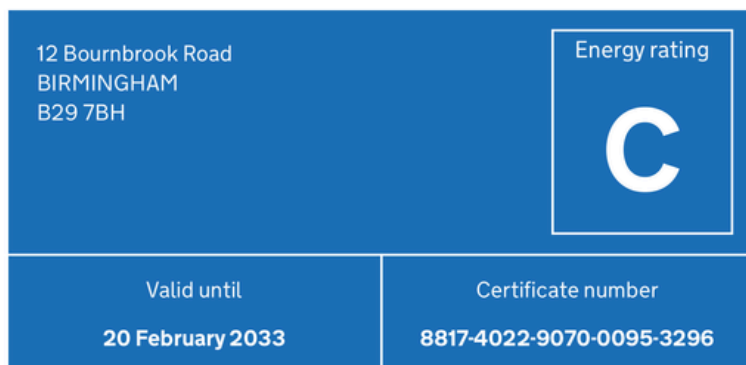 12 Bournbrook Road
BIRMINGHAM
B29 7BH
Energy rating
C
Valid until
20 February 2033
Certificate number
8817-4022-9070-0095-3296